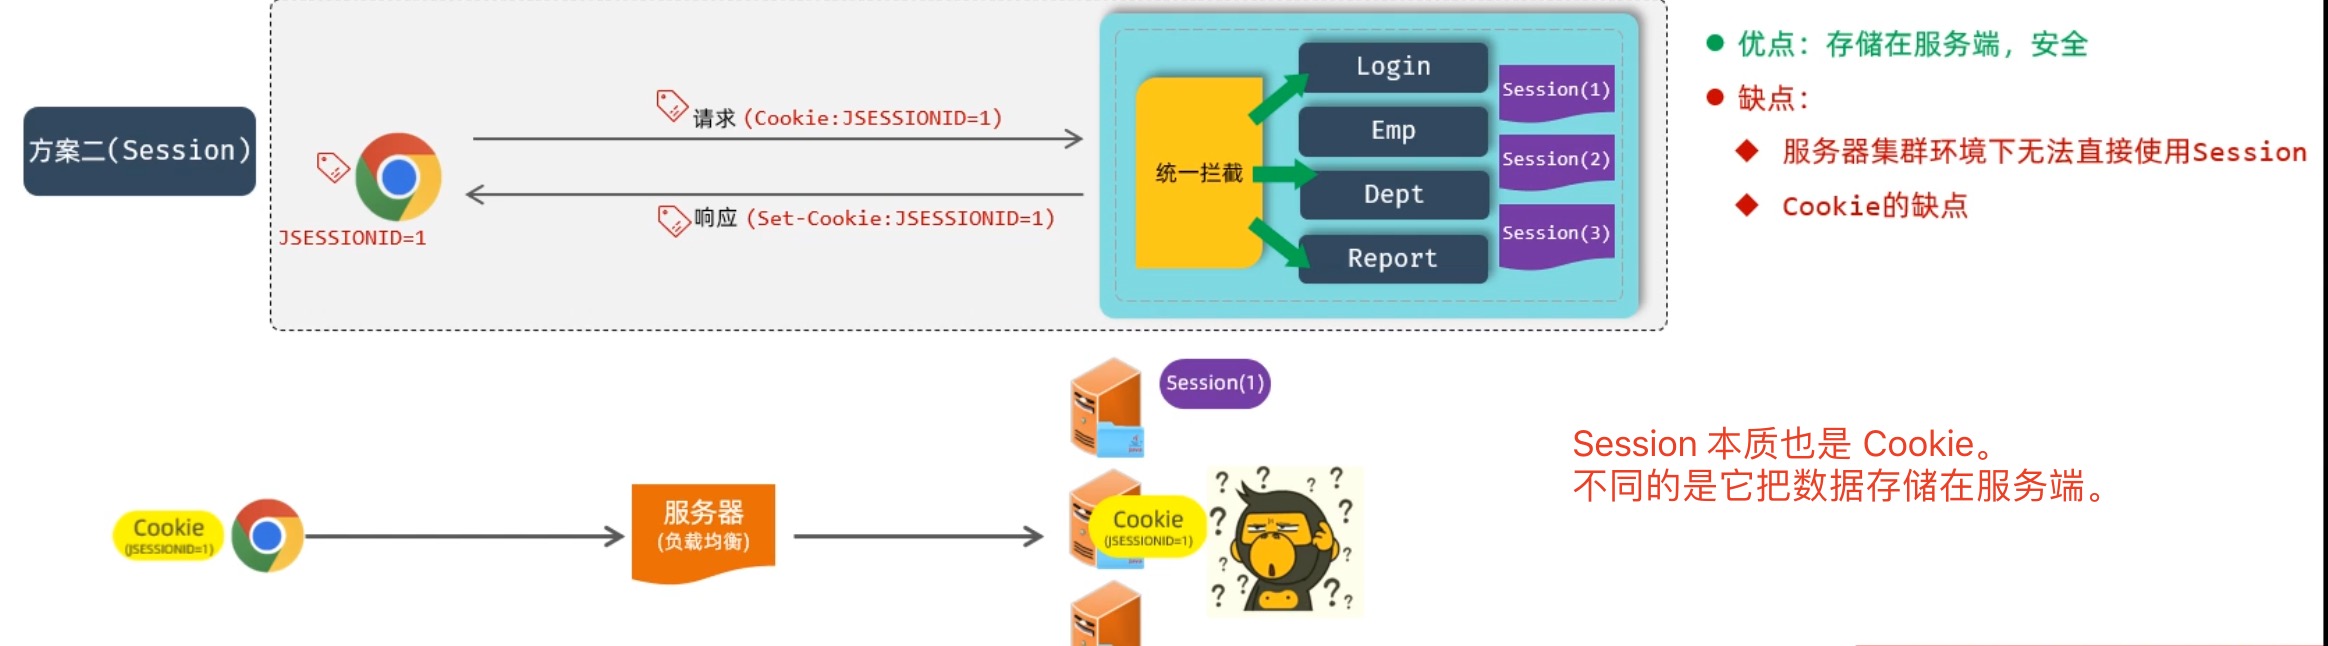 方案二(Session)
JSESSIONID=1
请求 (Cookie:JSESSIONID=1)
响应 (Set-Cookie:JSESSIONID=1)
统一拦截
Login
Emp
Dept
Report
Session(1)
Session(2)
Session(3)
优点：存储在服务端，安全
缺点：
服务器集群环境下无法直接使用Session
Cookie的缺点
Cookie
(JSESSIONID=1)
服务器
(负载均衡)
Session(1)
Cookie
(JSESSIONID=1)
Session 本质也是 Cookie。
不同的是它把数据存储在服务端。